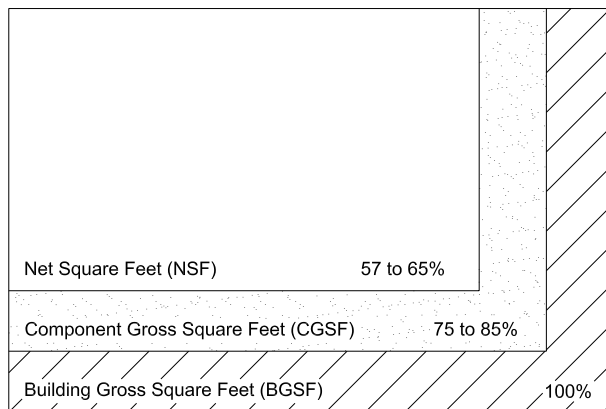 Net Square Feet (NSF) 57 to 65%
Component Gross Square Feet (CGSF) 75 to 85%
Building Gross Square Feet (BGSF) 100%